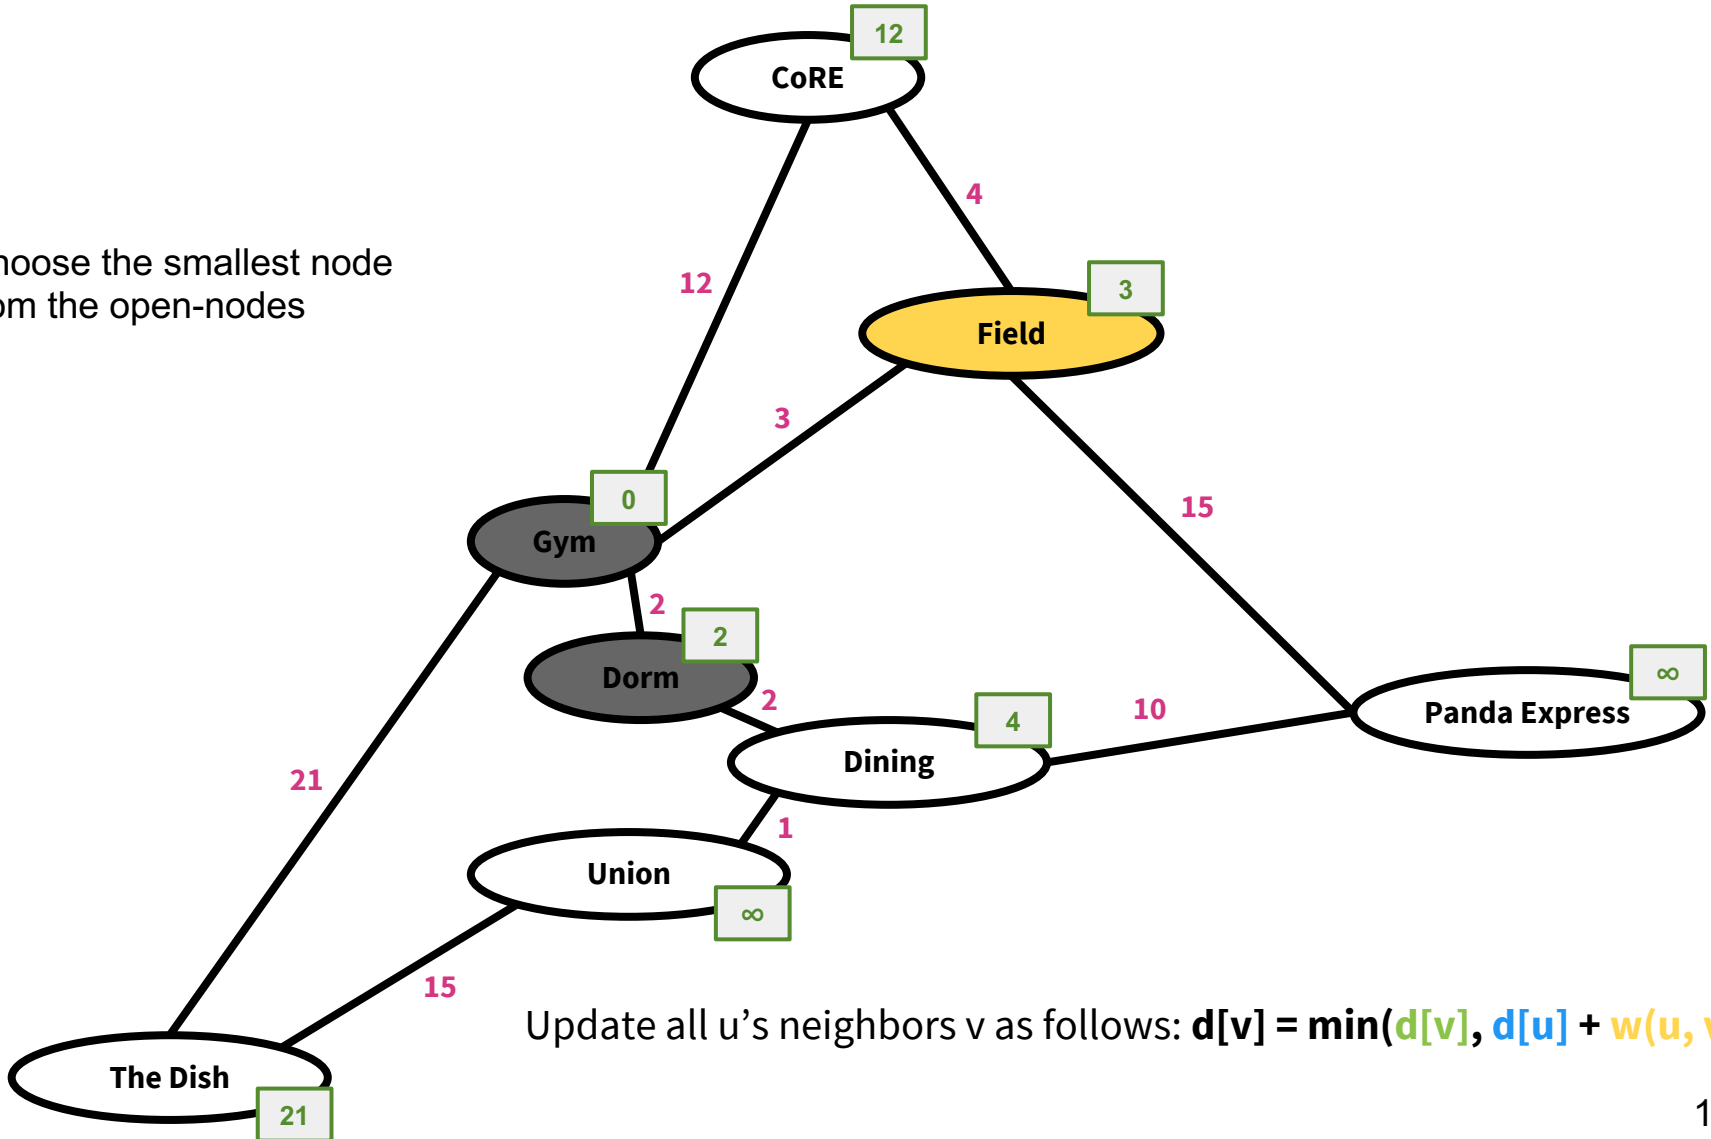 12
CoRE
4
hoose the smallest node
om the open-nodes
12
3
Field
3
15
0
Gym
2
2
Dorm
2
∞
Panda Express
10
4
Dining
21
1
Union
∞
15
Update all u’s neighbors v as follows: d[v] = min(d[v], d[u] + w(u, v
The Dish
21
1